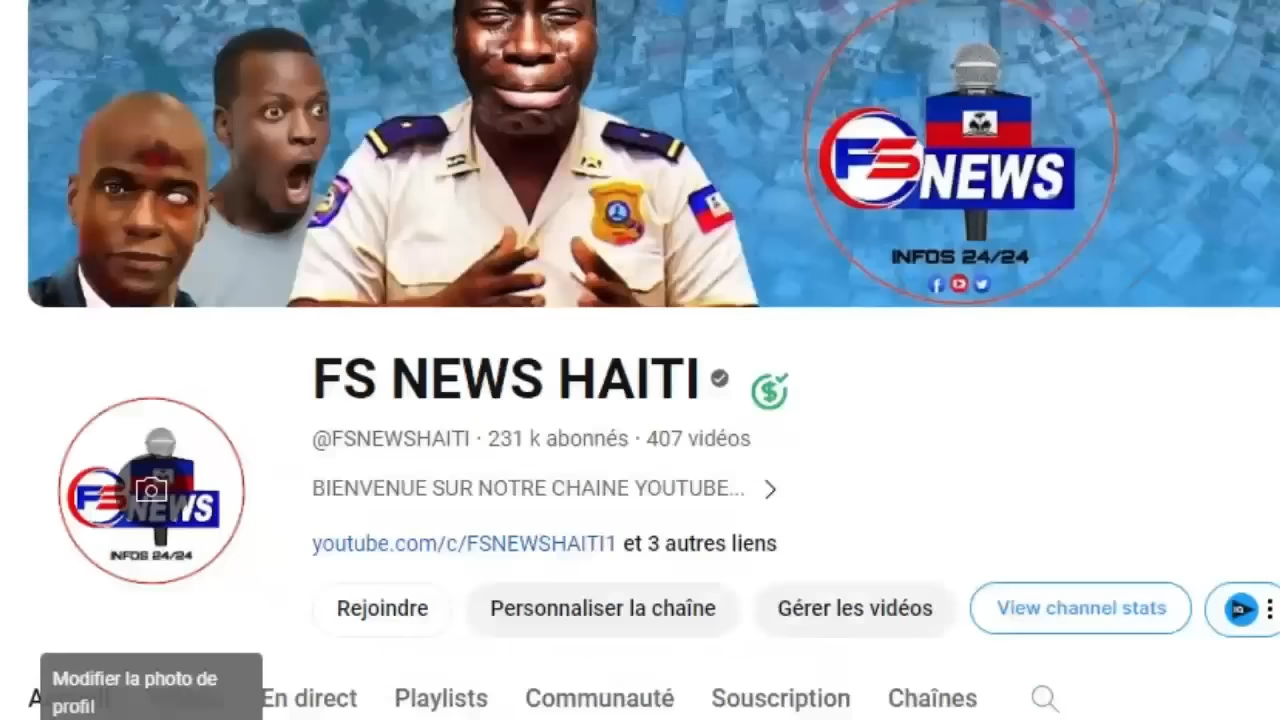 FS NEWS
INFOS 24/24
FS NEWS HAITI
@FSNEWSHAITI · 231 k abonnés · 407 vidéos
BIENVENUE SUR NOTRE CHAINE YOUTUBE...
youtube.com/c/FSNEWSHAITI1 et 3 autres liens
FS NEWS
INFOS 24/24
Rejoindre Personnaliser la chaîne Gérer les vidéos View channel stats
Modifier la photo de
profil
En direct Playlists Communauté Souscription Chaînes